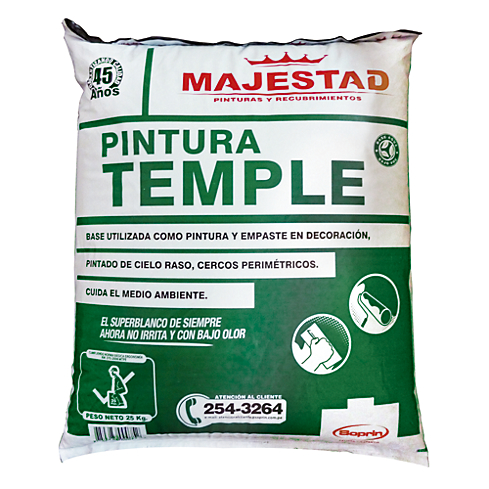 45
Años
MAJESTAD
PINTURAS Y RECUBRIMIENTOS
PINTURA
TEMPLE
BASE UTILIZADA COMO PINTURA Y EMPASTE EN DECORACIÓN,
PINTADO DE CIELO RASO, CERCOS PERIMÉTRICOS.
CUIDA EL MEDIO AMBIENTE.
EL SUPERBLANCO DE SIEMPRE
AHORA NO IRRITA Y CON BAJO OLOR
PESO NETO 25 Kg.
ATENCIÓN AL CLIENTE
254-3264
Soprin